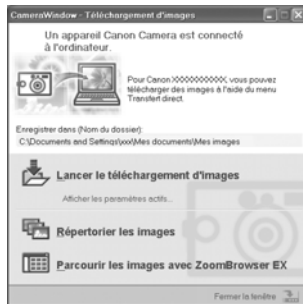 CameraWindow - Téléchargement d'images
Un appareil Canon Camera est connecté
à l'ordinateur.
Pour Canon XXXXXXXXXXX, vous pouvez
télécharger des images à l'aide du menu
Transfert direct.
Enregistrer dans (Nom du dossier):
C:\Documents and Settings\xxx\Mes documents\Mes images
Lancer le téléchargement d'images
Afficher les paramètres actifs...
Répertorier les images
Parcourir les images avec ZoomBrowser EX
Fermer la fenêtre